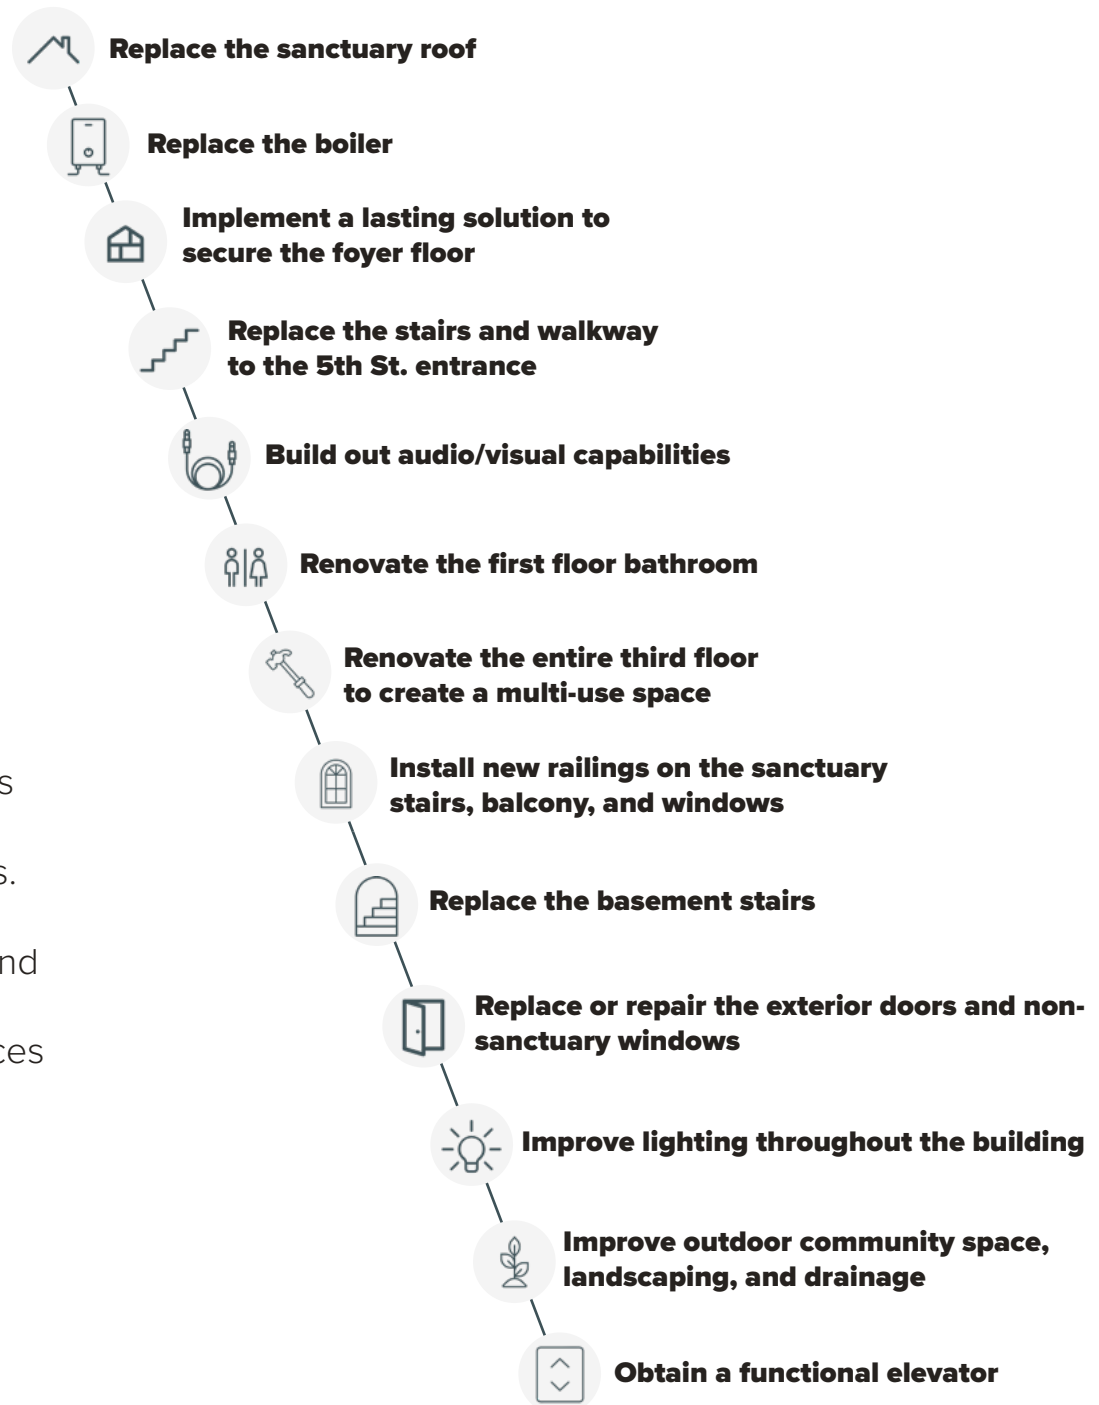 Replace the sanctuary roof
Replace the boiler
Implement a lasting solution to
secure the foyer floor
Replace the stairs and walkway
to the 5th St. entrance
Build out audio/visual capabilities
Renovate the first floor bathroom
Renovate the entire third floor
to create a multi-use space
Install new railings on the sanctuary
stairs, balcony, and windows
Replace the basement stairs
Replace or repair the exterior doors and non-
sanctuary windows
Improve lighting throughout the building
Improve outdoor community space,
landscaping, and drainage
Obtain a functional elevator